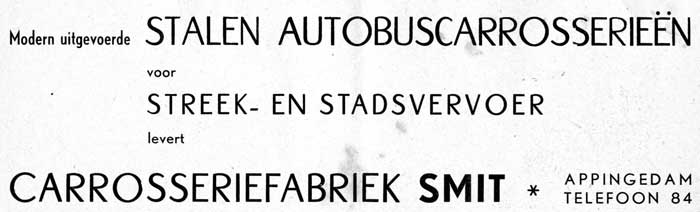 Modern uitgevoerde STALEN AUTOBUSCARROSSERIEËN
voor
STREEK- EN STADSVERVOER
levert
CARROSSERIEFABRIEK SMIT * APPINGEDAM
TELEFOON 84